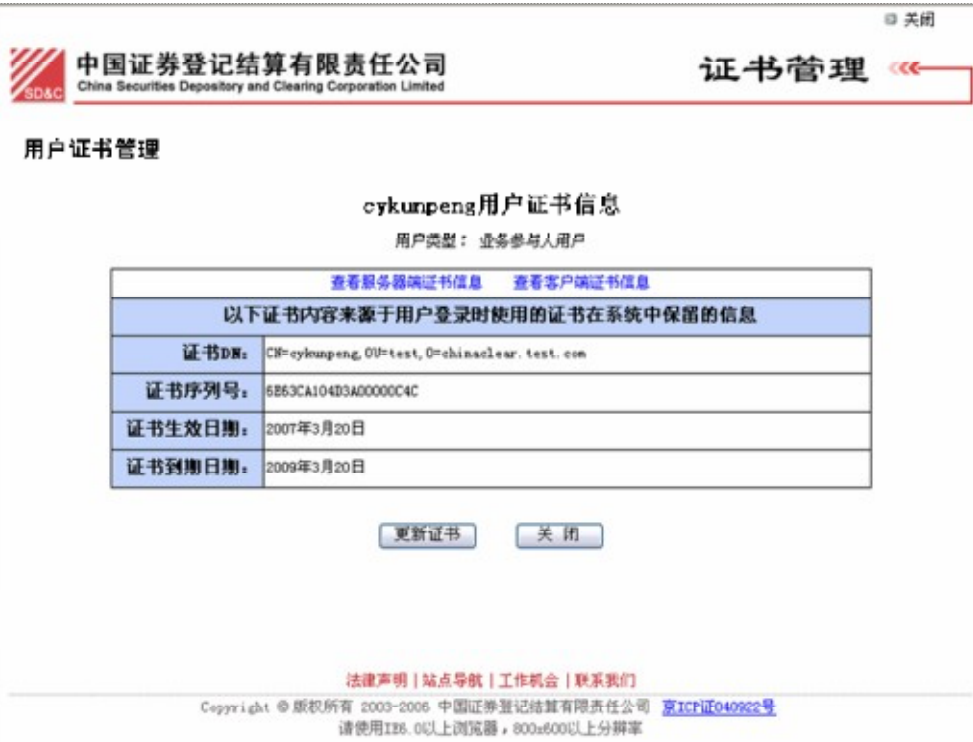 关闭
中国证券登记结算有限责任公司
China Securities Depository and Clearing Corporation Limited
SD&C
证书管理
用户证书管理
cykunpeng用户证书信息
用户类型： 业务参与人用户
查看服务器端证书信息 查看客户端证书信息
以下证书内容来源于用户登录时使用的证书在系统中保留的信息
证书DN： CN=cykunpeng,OU=test,O=chinaclear.test.com
证书序列号： 6E63CA104D3A00000C4C
证书生效日期： 2007年3月20日
证书到期日期： 2009年3月20日
更新证书 关 闭
法律声明 | 站点导航 | 工作机会 | 联系我们
Copyright © 版权所有 2003-2006 中国证券登记结算有限责任公司 京ICP证040922号
请使用IE6.0以上浏览器，800x600以上分辨率